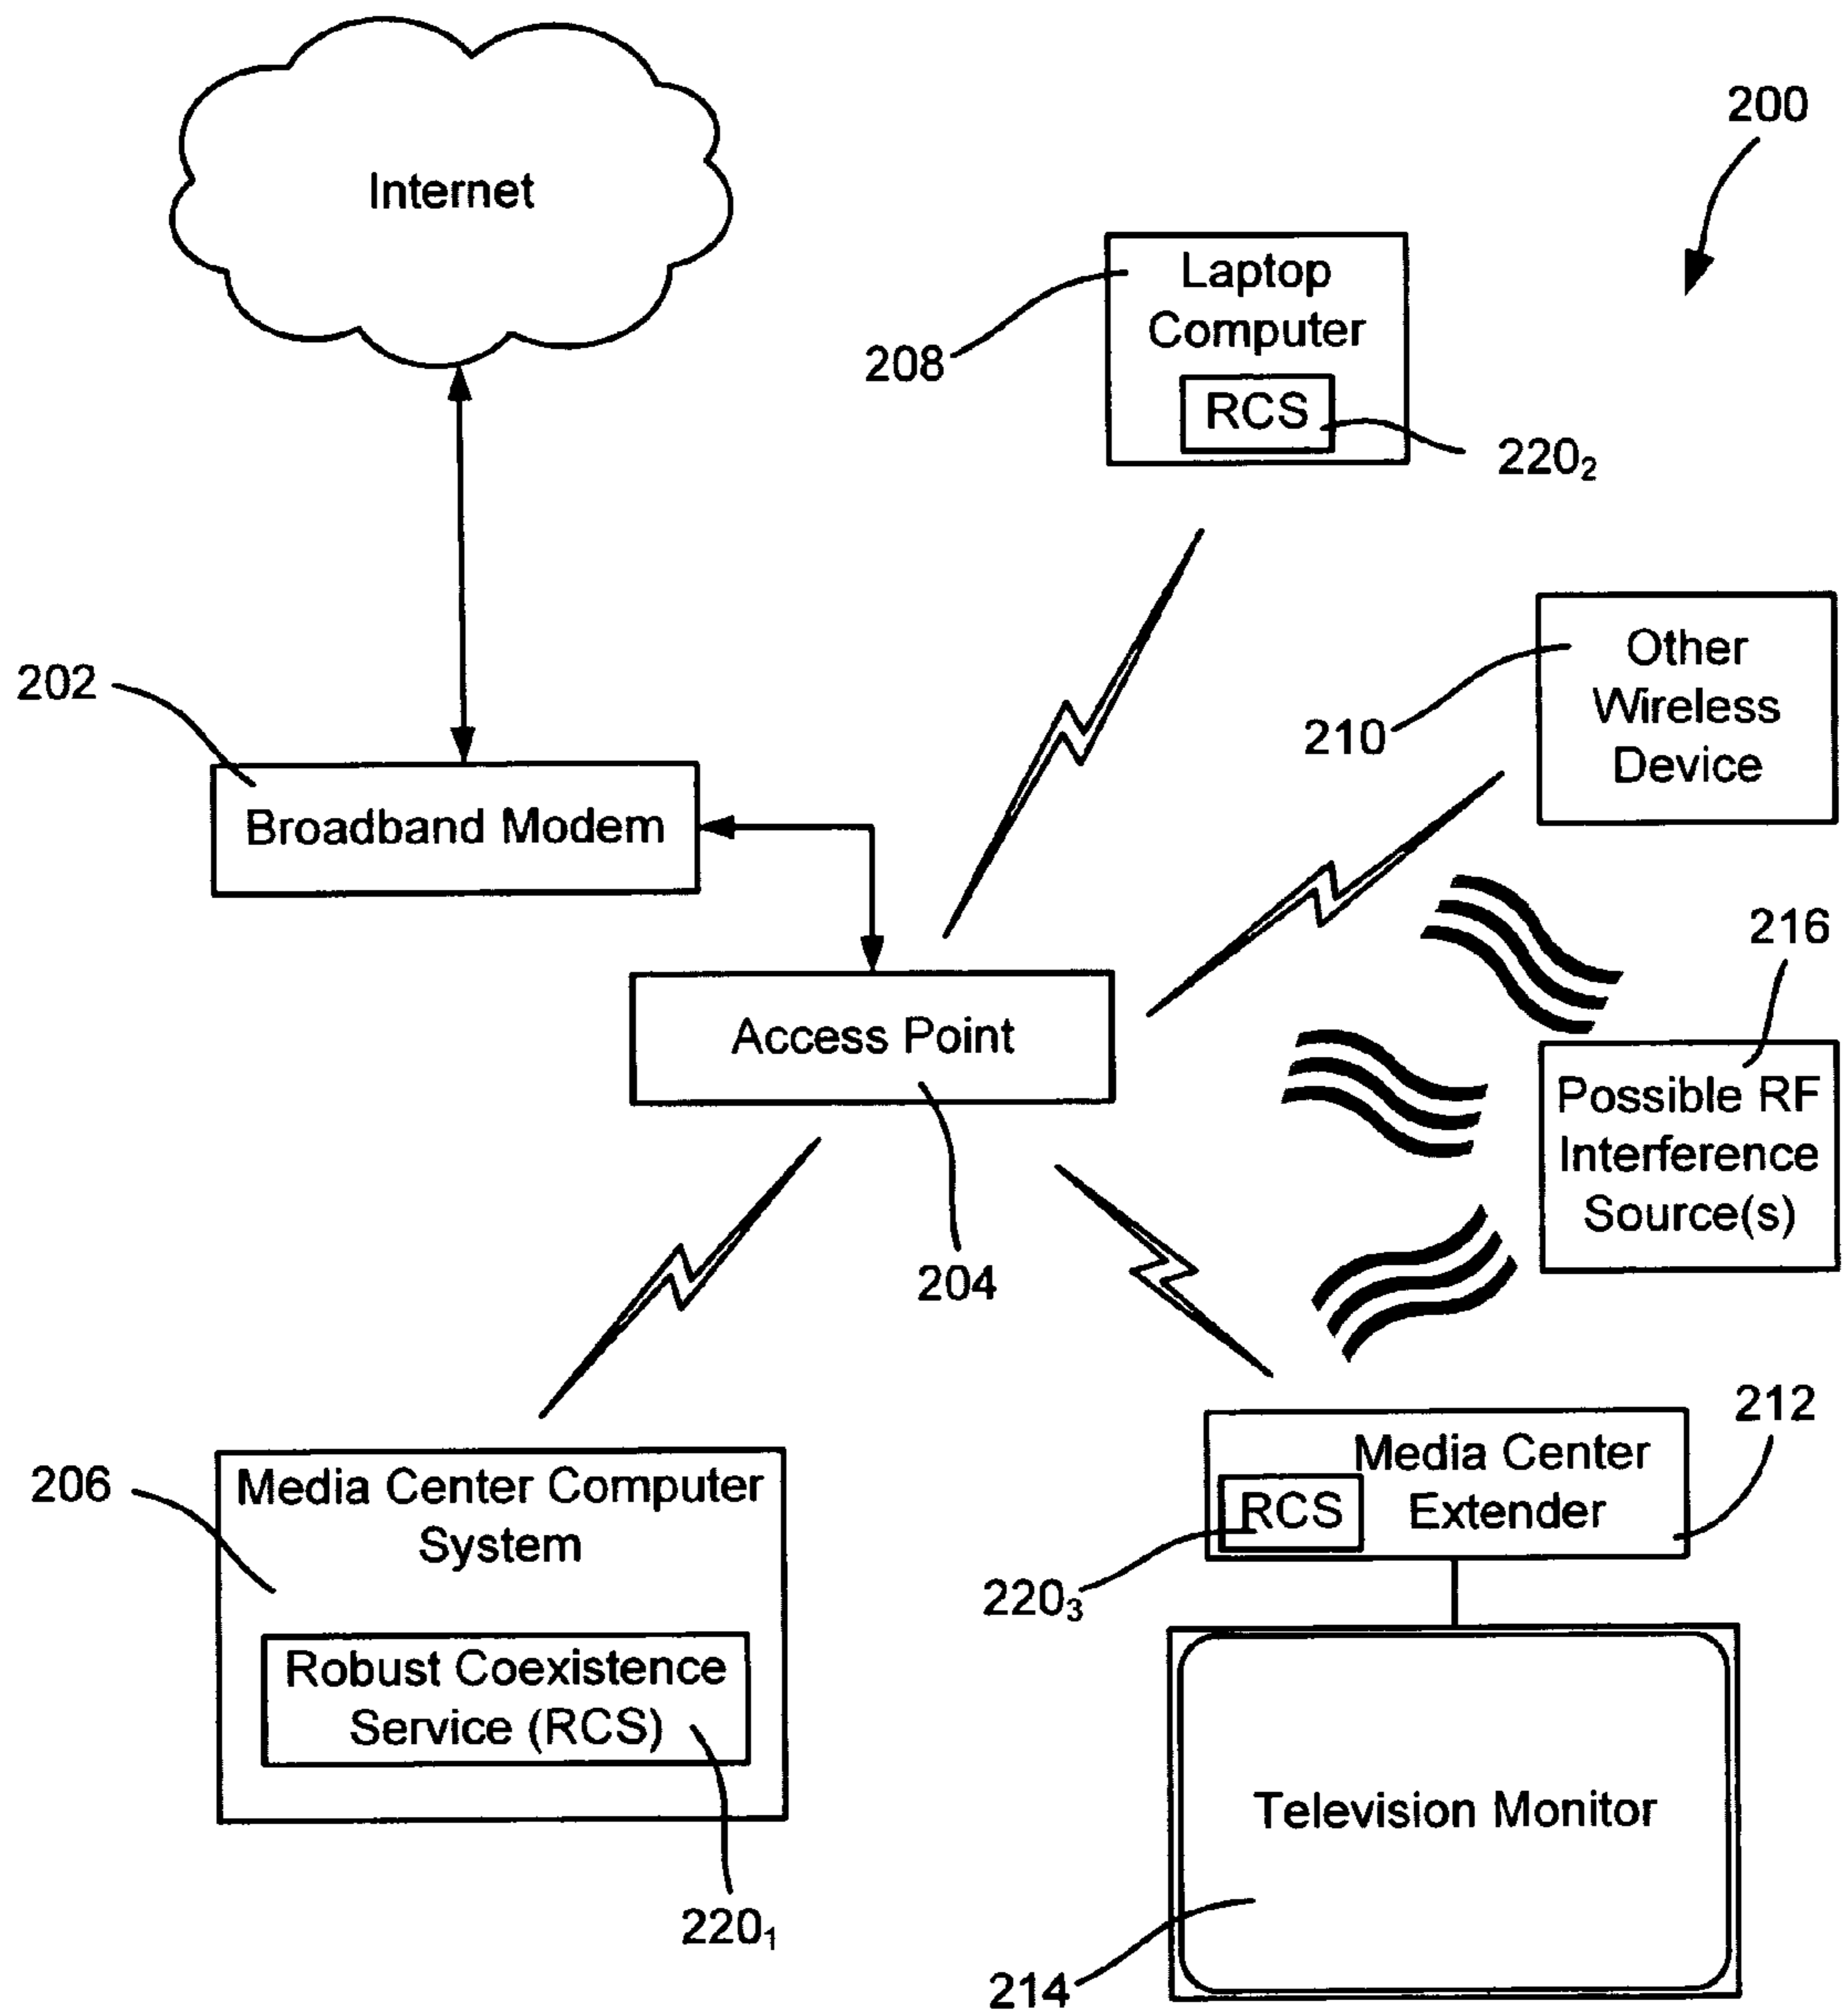 Internet
200
Laptop
Computer
208
RCS
220₂
Other
Wireless
Device
202
210
Broadband Modem
216
Access Point
Possible RF
Interference
Source(s)
204
212
Media Center
Extender
206
Media Center Computer
System
RCS
220₃
Robust Coexistence
Service (RCS)
Television Monitor
220₁
214